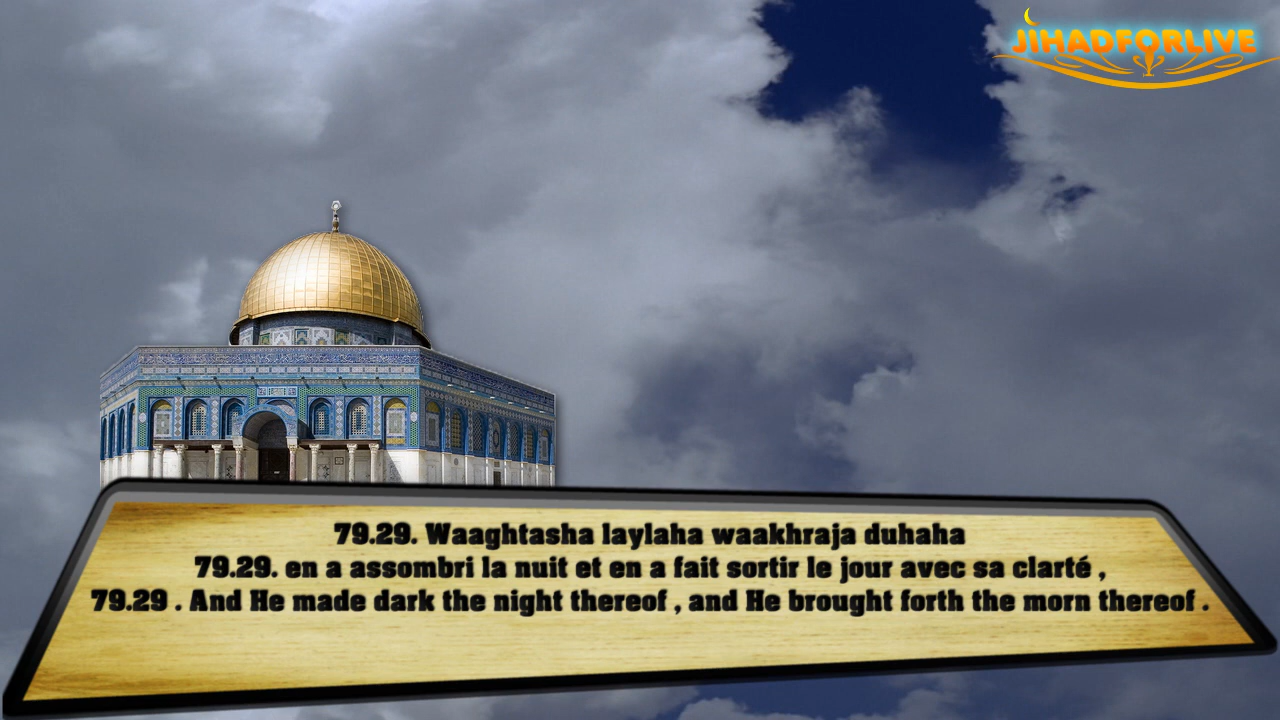 JIHADFORLIVE
79.29. Waaghtasha laylaha waakhraja duhaha
79.29. en a assombri la nuit et en a fait sortir le jour avec sa clarté ,
79.29 . And He made dark the night thereof , and He brought forth the morn thereof .